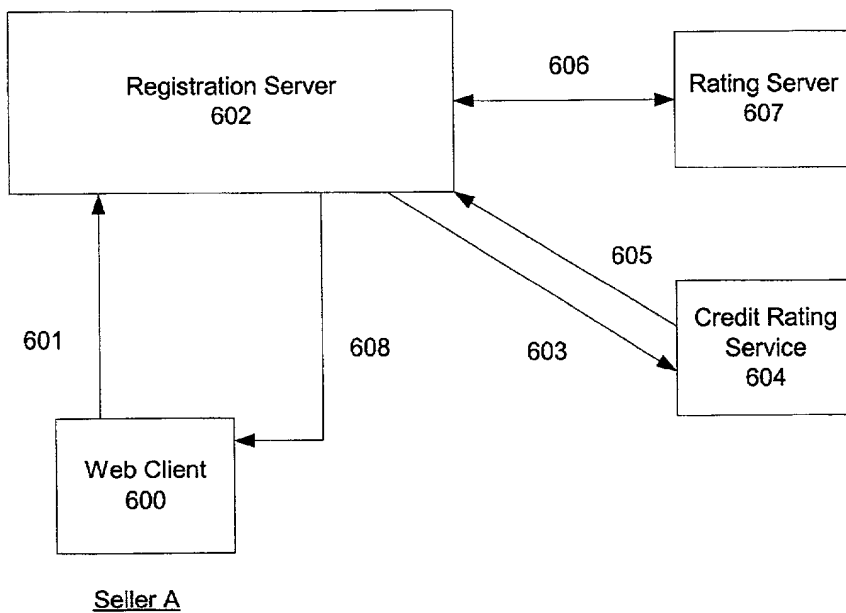 Registration Server
602
606
Rating Server
607
605
601
608
603
Credit Rating
Service
604
Web Client
600
Seller A